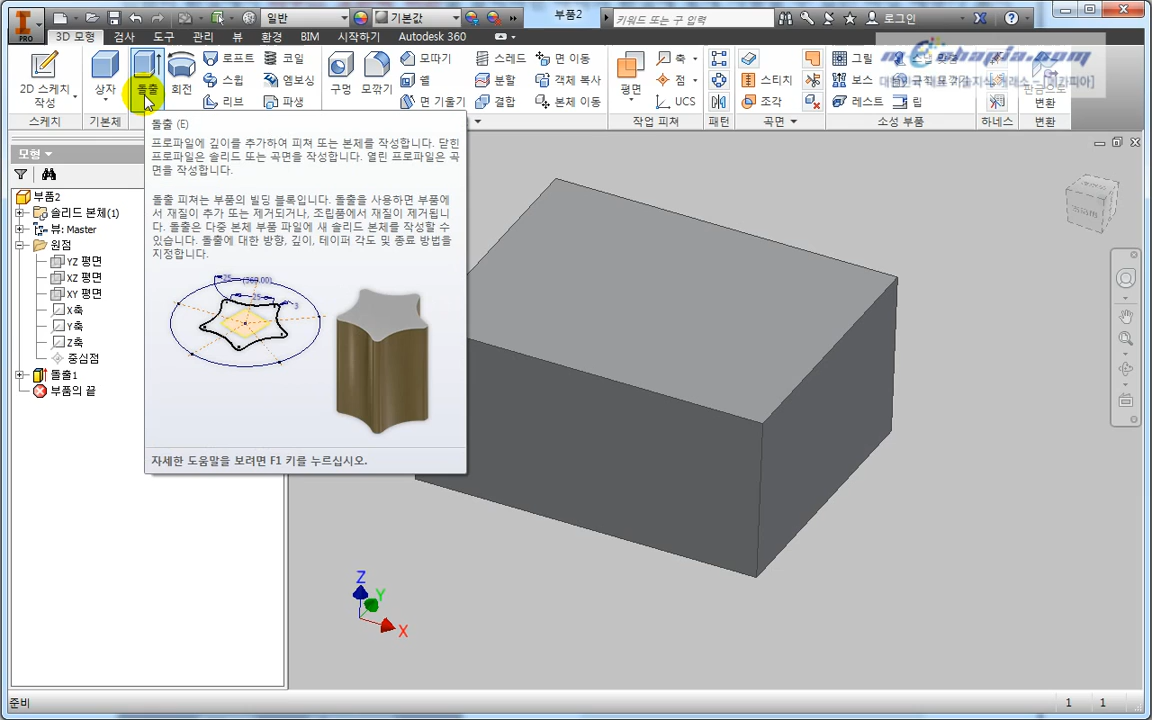 일반
기본값
부품2
키워드 또는 구 입력
로그인
PRO
3D 모형 검사 도구 관리 뷰 환경 BIM 시작하기 Autodesk 360
mechapia.com
2D 스케치
작성
상자
돌출
회전
로프트
스윕
리브
코일
엠보싱
파생
구멍
모깎기
모따기
쉘
면 기울기
스레드
분할
결합
면 이동
객체 복사
본체 이동
평면
축
점
UCS
스티치
조각
그릴
보스
레스트
립
변환
스케치
기본체
작업 피쳐
패턴
곡면
소성 부품
하네스
변환
돌출 (E)
프로파일에 깊이를 추가하여 피쳐 또는 본체를 작성합니다. 닫힌
프로파일은 솔리드 또는 곡면을 작성합니다. 열린 프로파일은 곡
면을 작성합니다.
돌출 피쳐는 부품의 빌딩 블록입니다. 돌출을 사용하면 부품에
서 재질이 추가 또는 제거되거나, 조립품에서 재질이 제거됩니
다. 돌출은 다중 본체 부품 파일에 새 솔리드 본체를 작성할 수
있습니다. 돌출에 대한 방향, 깊이, 테이퍼 각도 및 종료 방법을
지정합니다.
25
(360.00)
25
3
자세한 도움말을 보려면 F1 키를 누르십시오.
모형
부품2
솔리드 본체(1)
뷰: Master
원점
YZ 평면
XZ 평면
XY 평면
X축
Y축
Z축
중심점
돌출1
부품의 끝
Z
Y
X
준비
1 1